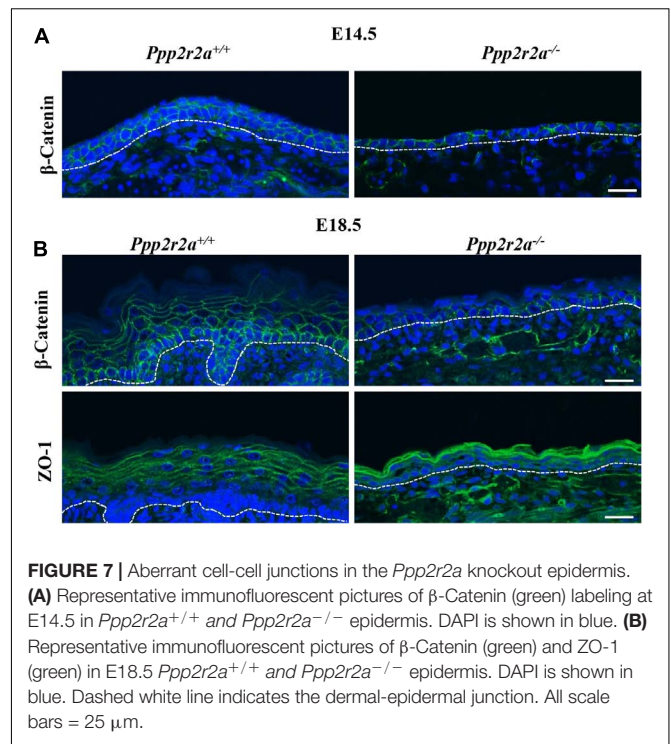 A
E14.5
Ppp2r2a+/+
Ppp2r2a-/-
β-Catenin
E18.5
B
Ppp2r2a+/+
Ppp2r2a-/-
β-Catenin
ZO-1
FIGURE 7 | Aberrant cell-cell junctions in the Ppp2r2a knockout epidermis.
(A) Representative immunofluorescent pictures of β-Catenin (green) labeling at
E14.5 in Ppp2r2a+/+ and Ppp2r2a−/− epidermis. DAPI is shown in blue. (B)
Representative immunofluorescent pictures of β-Catenin (green) and ZO-1
(green) in E18.5 Ppp2r2a+/+ and Ppp2r2a−/− epidermis. DAPI is shown in
blue. Dashed white line indicates the dermal-epidermal junction. All scale
bars = 25 μm.